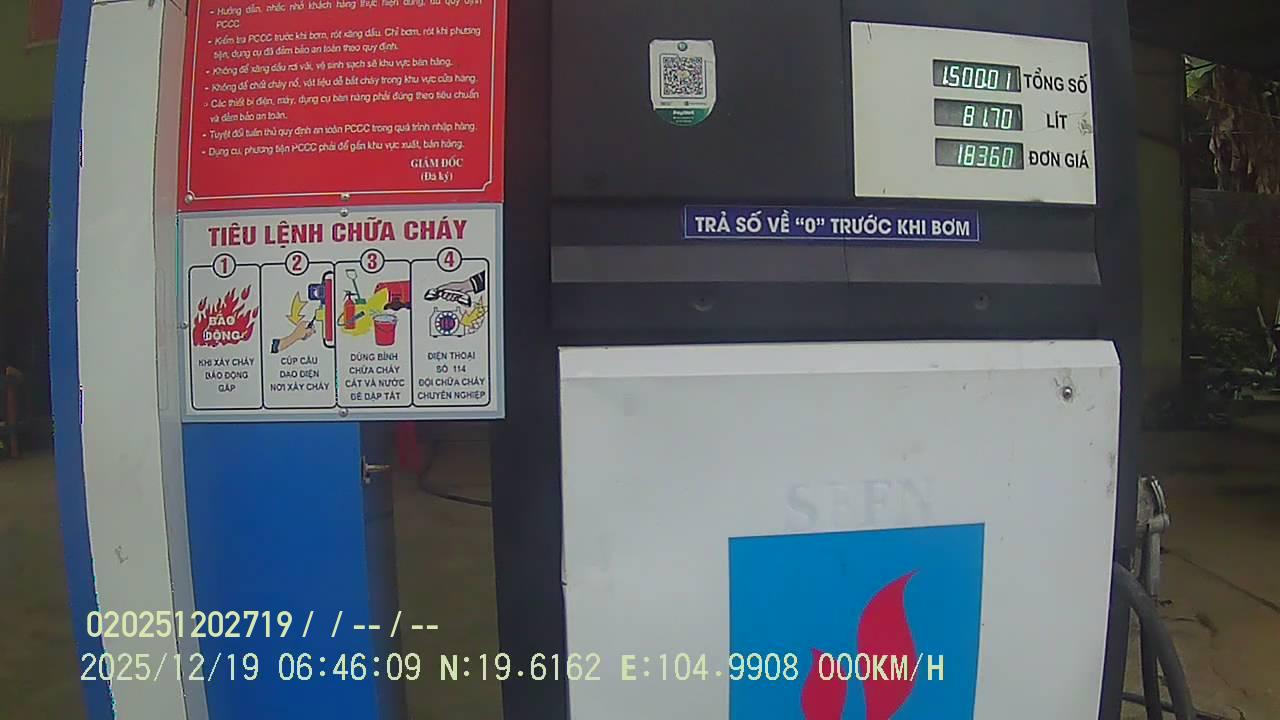 - Hướng dẫn, nhắc nhở khách hàng thực hiện đúng, đủ quy định
PCCC
- Kiểm tra PCCC trước khi bơm, rót xăng dầu. Chỉ bơm, rót khi phương
tiện, dụng cụ đã đảm bảo an toàn theo quy định.
- Không để xăng dầu rơi vãi, vệ sinh sạch sẽ khu vực bán hàng.
- Không để chất cháy nổ, vật liệu dễ bắt cháy trong khu vực cửa hàng.
- Các thiết bị điện, máy, dụng cụ bán hàng phải đúng theo tiêu chuẩn
và đảm bảo an toàn.
- Tuyệt đối tuân thủ quy định an toàn PCCC trong quá trình nhập hàng.
- Dụng cụ, phương tiện PCCC phải để gần khu vực xuất, bán hàng.
GIÁM ĐỐC
(Đã ký)
TIÊU LỆNH CHỮA CHÁY
1 2 3 4
BÁO
ĐỘNG
KHI XẢY CHÁY
BÁO ĐỘNG
GẤP
CÚP CẦU
DAO ĐIỆN
NƠI XẢY CHÁY
DÙNG BÌNH
CHỮA CHÁY
CÁT VÀ NƯỚC
ĐỂ DẬP TẮT
ĐIỆN THOẠI
SỐ 114
ĐỘI CHỮA CHÁY
CHUYÊN NGHIỆP
1.500.01 TỔNG SỐ
81.70 LÍT
18360 ĐƠN GIÁ
TRẢ SỐ VỀ “0” TRƯỚC KHI BƠM
020251202719 / / -- / --
2025/12/19 06:46:09 N:19.6162 E:104.9908 000KM/H